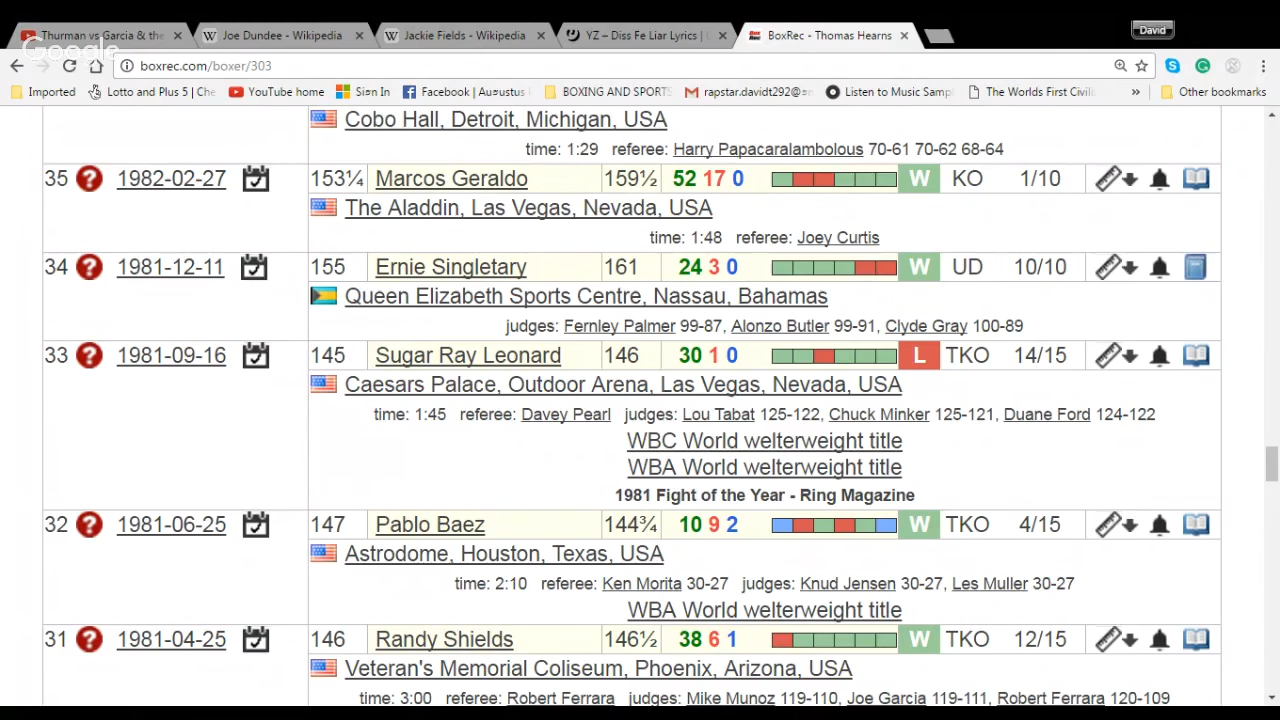 David
Thurman vs Garcia & the
Joe Dundee - Wikipedia
Jackie Fields - Wikipedia
YZ – Diss Fe Liar Lyrics |
BoxRec - Thomas Hearns
Google
boxrec.com/boxer/303
Imported
Lotto and Plus 5 | Che
YouTube home
Sign In
Facebook | Augustus
BOXING AND SPORTS
rapstar.davidt292@
Listen to Music Samp
The Worlds First Civili
»
Other bookmarks
Cobo Hall, Detroit, Michigan, USA
time: 1:29 referee: Harry Papacaralambolous 70-61 70-62 68-64
35 ? 1982-02-27 153¼ Marcos Geraldo 159½ 52 17 0 W KO 1/10
The Aladdin, Las Vegas, Nevada, USA
time: 1:48 referee: Joey Curtis
34 ? 1981-12-11 155 Ernie Singletary 161 24 3 0 W UD 10/10
Queen Elizabeth Sports Centre, Nassau, Bahamas
judges: Fernley Palmer 99-87, Alonzo Butler 99-91, Clyde Gray 100-89
33 ? 1981-09-16 145 Sugar Ray Leonard 146 30 1 0 L TKO 14/15
Caesars Palace, Outdoor Arena, Las Vegas, Nevada, USA
time: 1:45 referee: Davey Pearl judges: Lou Tabat 125-122, Chuck Minker 125-121, Duane Ford 124-122
WBC World welterweight title
WBA World welterweight title
1981 Fight of the Year - Ring Magazine
32 ? 1981-06-25 147 Pablo Baez 144¾ 10 9 2 W TKO 4/15
Astrodome, Houston, Texas, USA
time: 2:10 referee: Ken Morita 30-27 judges: Knud Jensen 30-27, Les Muller 30-27
WBA World welterweight title
31 ? 1981-04-25 146 Randy Shields 146½ 38 6 1 W TKO 12/15
Veteran's Memorial Coliseum, Phoenix, Arizona, USA
time: 3:00 referee: Robert Ferrara judges: Mike Munoz 119-110, Joe Garcia 119-111, Robert Ferrara 120-109